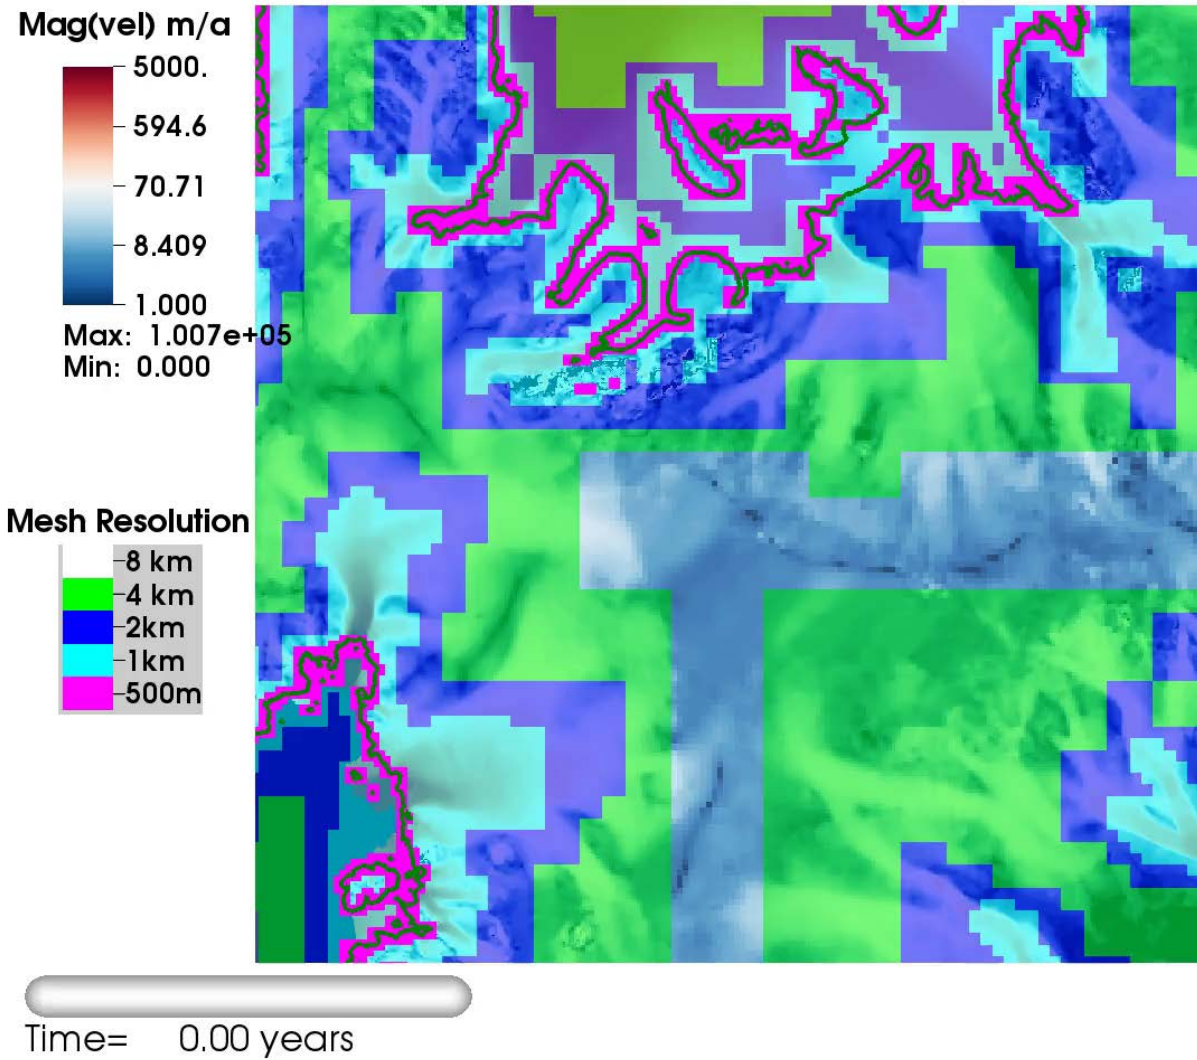 Mag(vel) m/a
5000.
594.6
70.71
8.409
1.000
Max: 1.007e+05
Min: 0.000
Mesh Resolution
8 km
4 km
2km
1km
500m
Time= 0.00 years